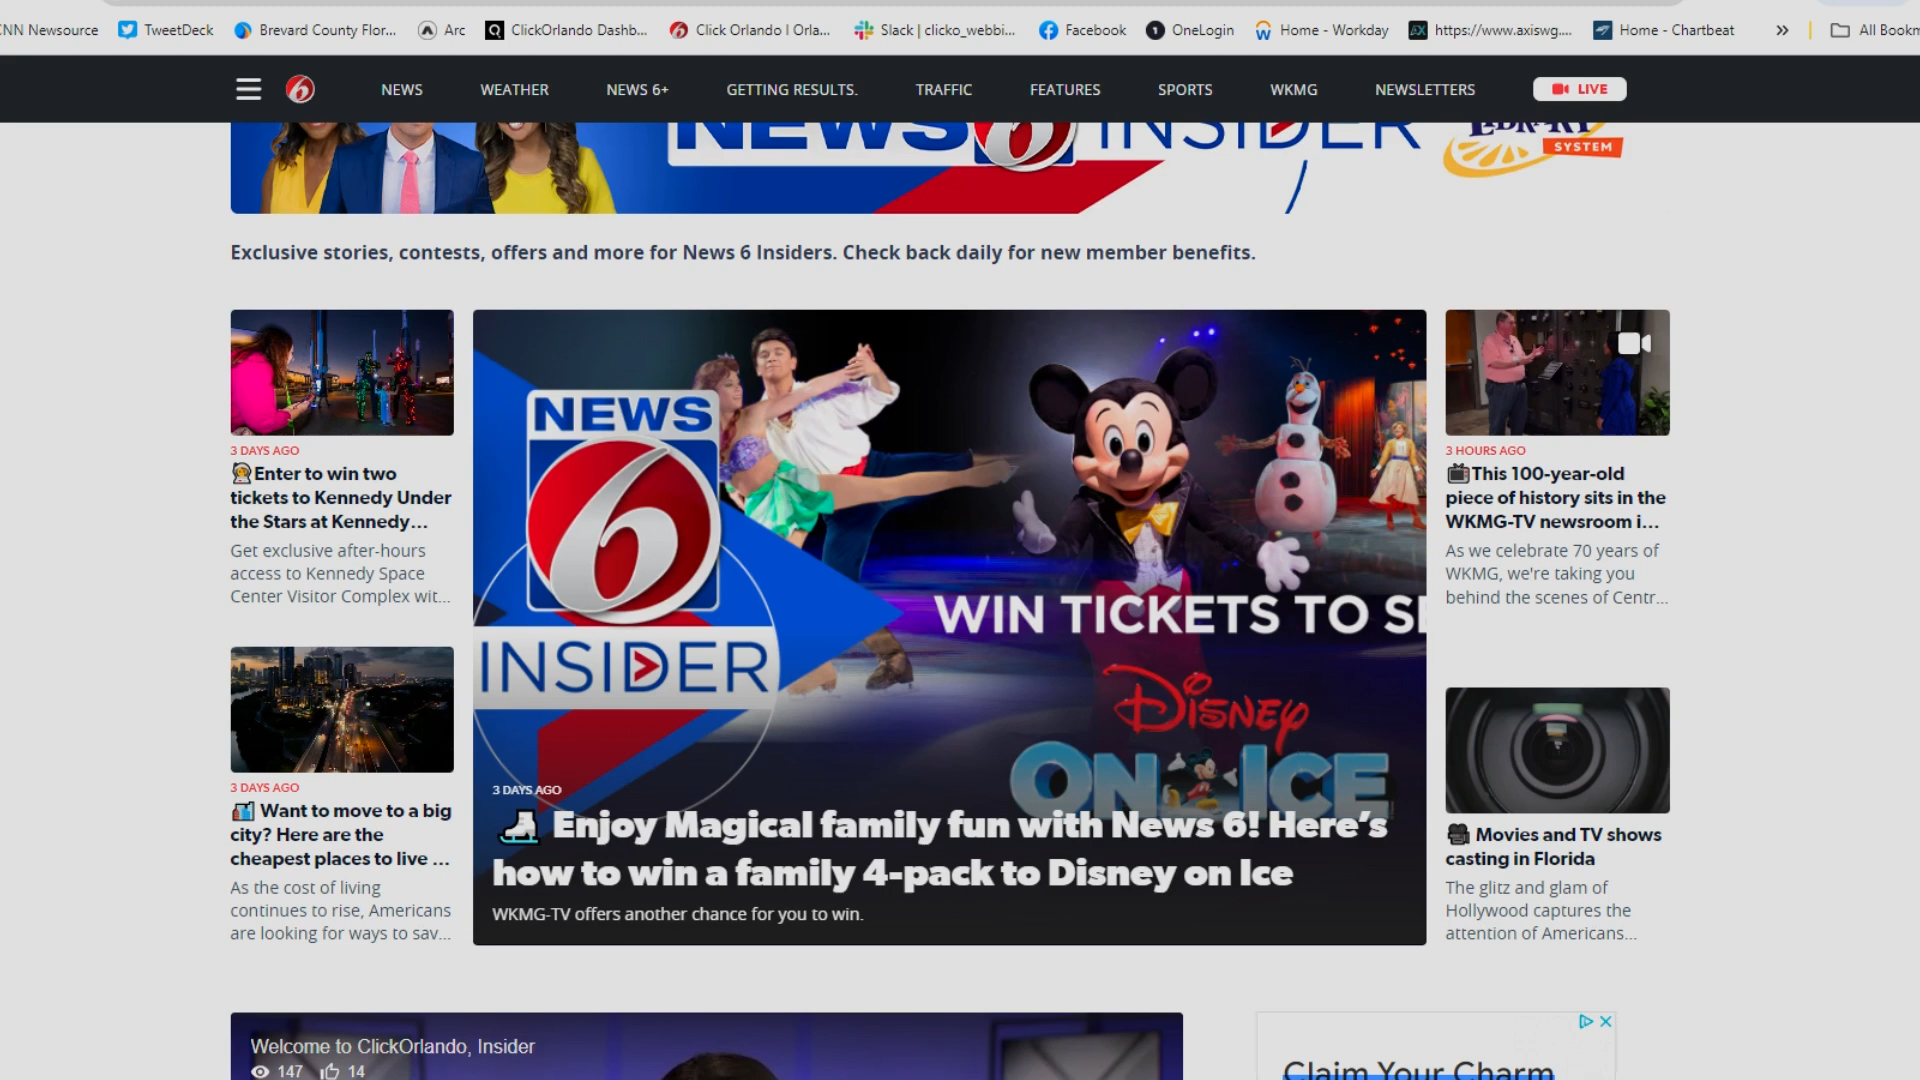 NN Newsource TweetDeck Brevard County Flor... Arc ClickOrlando Dashb... Click Orlando l Orla... Slack | clicko_webbi... Facebook OneLogin Home - Workday https://www.axiswg.... Home - Chartbeat » All Bookm
6 NEWS WEATHER NEWS 6+ GETTING RESULTS. TRAFFIC FEATURES SPORTS WKMG NEWSLETTERS LIVE
NEWS 6 INSIDER LIBRARY
SYSTEM
Exclusive stories, contests, offers and more for News 6 Insiders. Check back daily for new member benefits.
3 DAYS AGO
Enter to win two
tickets to Kennedy Under
the Stars at Kennedy...
Get exclusive after-hours
access to Kennedy Space
Center Visitor Complex wit...
3 DAYS AGO
Want to move to a big
city? Here are the
cheapest places to live ...
As the cost of living
continues to rise, Americans
are looking for ways to sav...
NEWS
6
INSIDER
WIN TICKETS TO SE
Disney
ON ICE
3 DAYS AGO
Enjoy Magical family fun with News 6! Here’s
how to win a family 4-pack to Disney on Ice
WKMG-TV offers another chance for you to win.
3 HOURS AGO
This 100-year-old
piece of history sits in the
WKMG-TV newsroom i...
As we celebrate 70 years of
WKMG, we're taking you
behind the scenes of Centr...
Movies and TV shows
casting in Florida
The glitz and glam of
Hollywood captures the
attention of Americans...
Welcome to ClickOrlando, Insider
147 14
Claim Your Charm